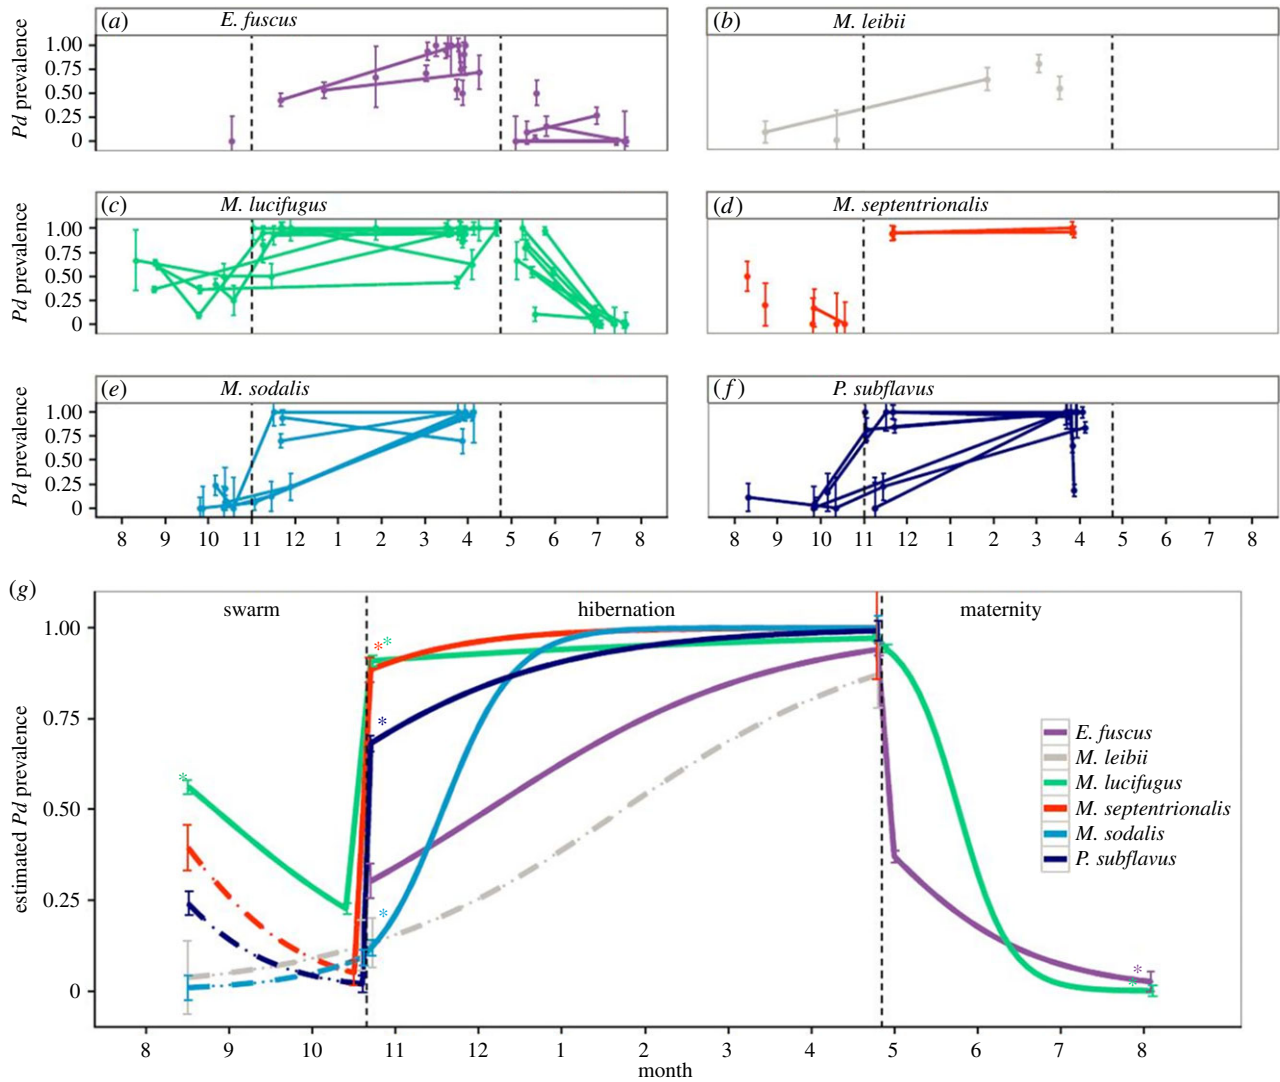 (a) E. fuscus
(b) M. leibii
Pd prevalence
1.00
0.75
0.50
0.25
0
(c) M. lucifugus
(d) M. septentrionalis
Pd prevalence
1.00
0.75
0.50
0.25
0
(e) M. sodalis
(f) P. subflavus
Pd prevalence
1.00
0.75
0.50
0.25
0
8 9 10 11 12 1 2 3 4 5 6 7 8
8 9 10 11 12 1 2 3 4 5 6 7 8
(g)
swarm hibernation maternity
estimated Pd prevalence
1.00
* *
0.75
*
*
0.50
0.25
*
0
* *
E. fuscus
M. leibii
M. lucifugus
M. septentrionalis
M. sodalis
P. subflavus
8 9 10 11 12 1 2 3 4 5 6 7 8
month